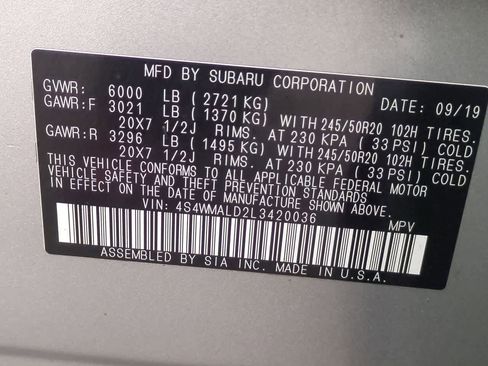 MFD BY SUBARU CORPORATION
GVWR: 6000 LB ( 2721 KG) DATE: 09/19
GAWR:F 3021 LB ( 1370 KG) WITH 245/50R20 102H TIRES.
20X7 1/2J RIMS. AT 230 KPA ( 33 PSI) COLD
GAWR:R 3296 LB ( 1495 KG) WITH 245/50R20 102H TIRES.
20X7 1/2J RIMS. AT 230 KPA ( 33 PSI) COLD
THIS VEHICLE CONFORMS TO ALL APPLICABLE FEDERAL MOTOR
VEHICLE SAFETY AND THEFT PREVENTION STANDARDS
IN EFFECT ON THE DATE OF MANUFACTURE SHOWN ABOVE.
VIN: 4S4WMALD2L3420036 MPV
ASSEMBLED BY SIA INC. MADE IN U.S.A.